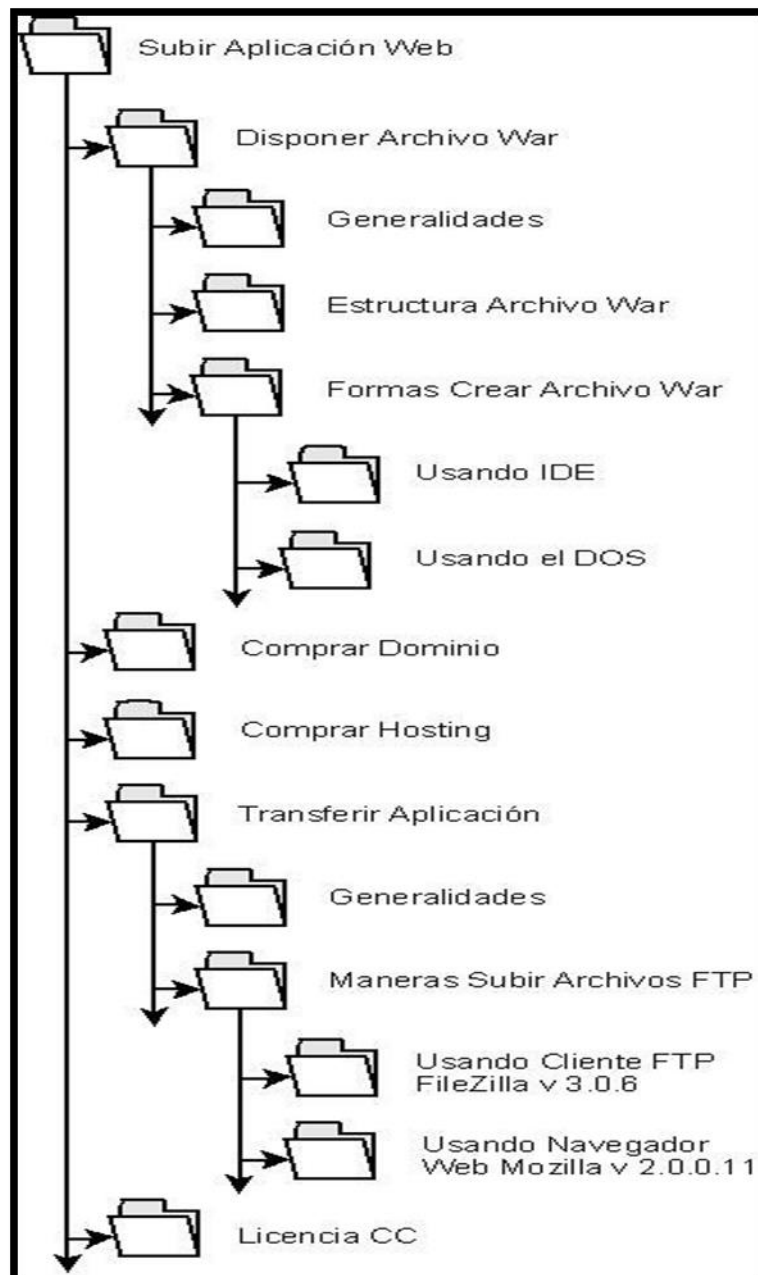 Subir Aplicación Web
Disponer Archivo War
Generalidades
Estructura Archivo War
Formas Crear Archivo War
Usando IDE
Usando el DOS
Comprar Dominio
Comprar Hosting
Transferir Aplicación
Generalidades
Maneras Subir Archivos FTP
Usando Cliente FTP
FileZilla v 3.0.6
Usando Navegador
Web Mozilla v 2.0.0.11
Licencia CC